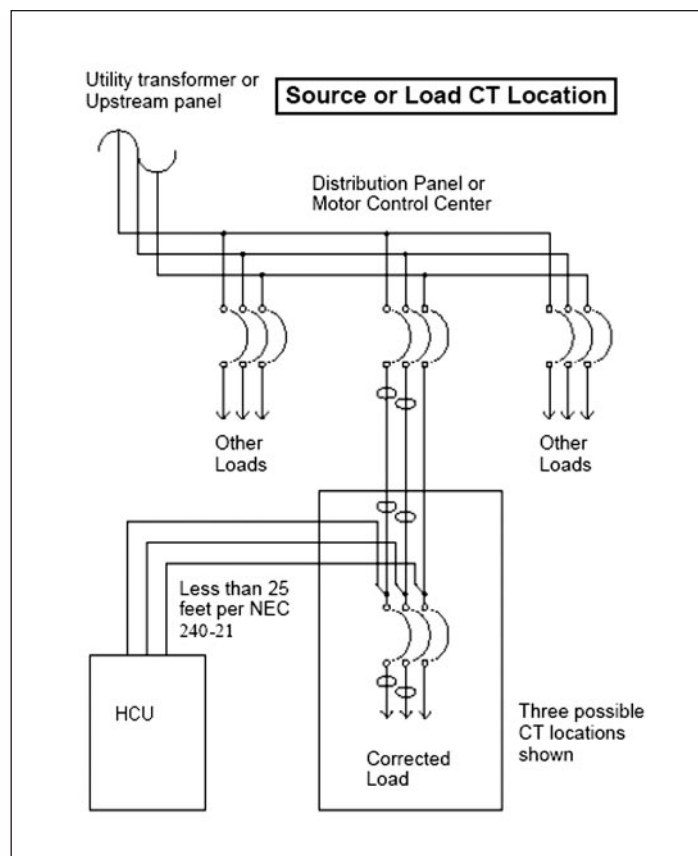 Utility transformer or
Upstream panel
Source or Load CT Location
Distribution Panel or
Motor Control Center
Other
Loads
Other
Loads
Less than 25
feet per NEC
240-21
HCU
Corrected
Load
Three possible
CT locations
shown